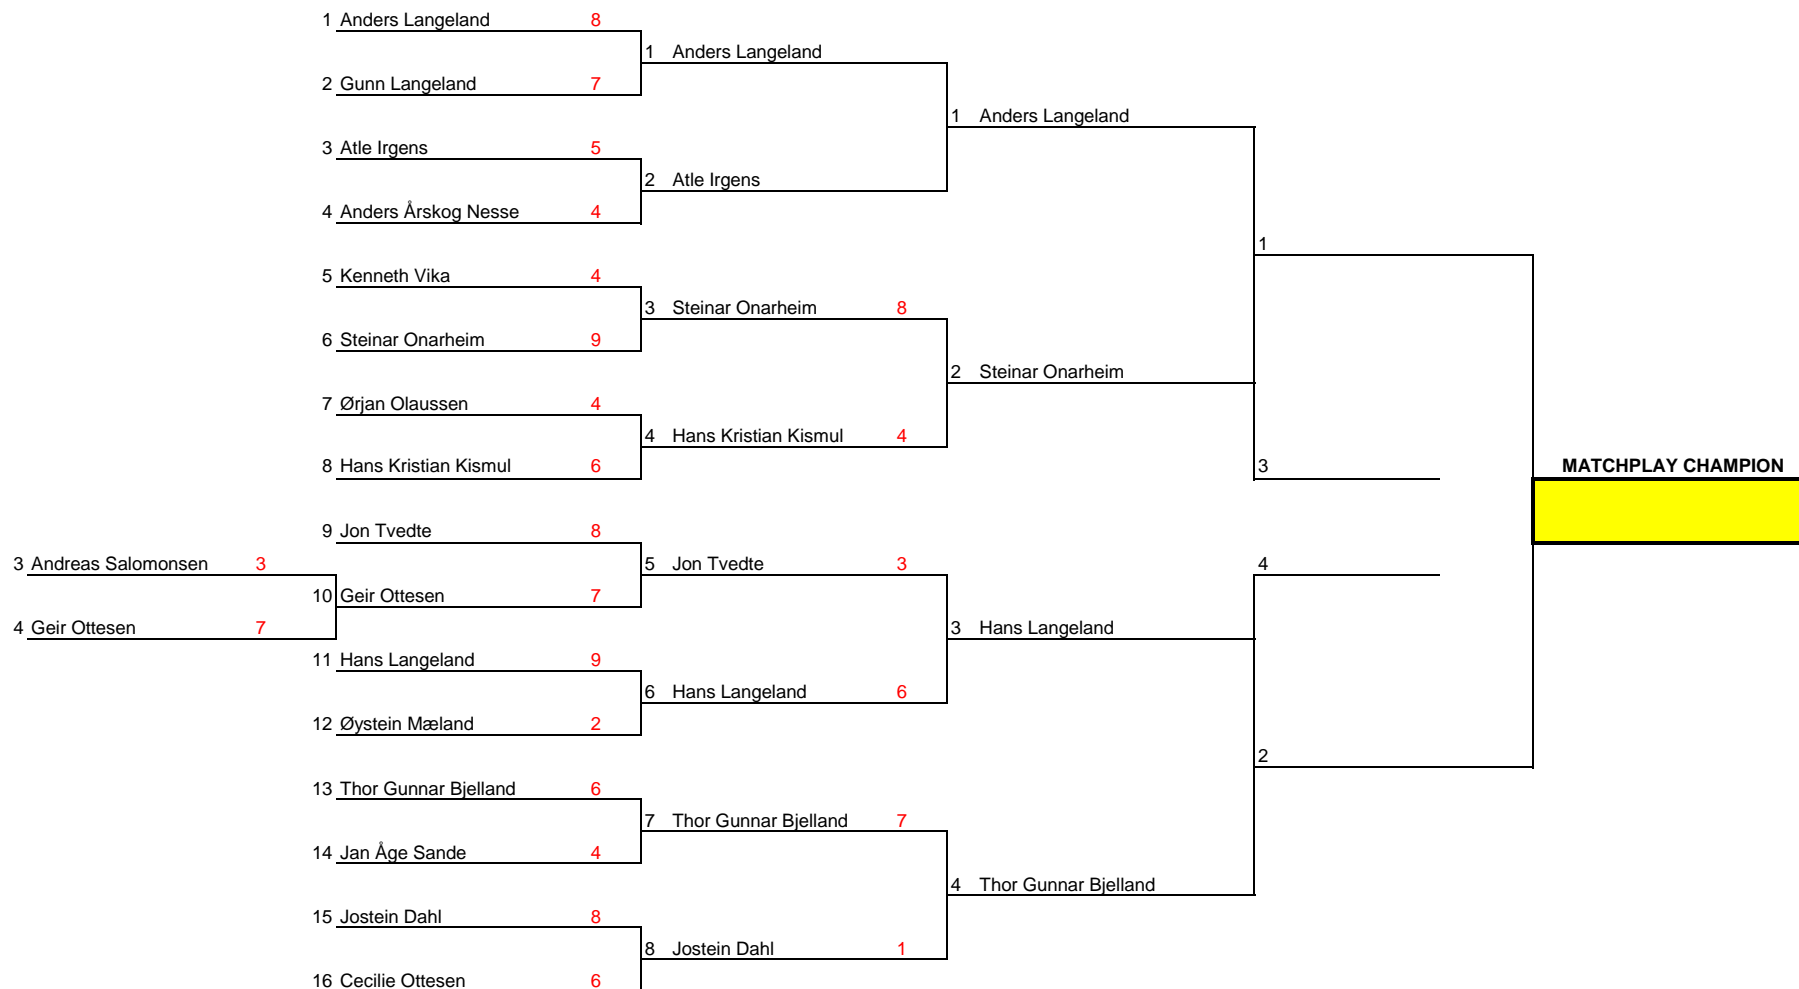 1 Anders Langeland 8
1 Anders Langeland
2 Gunn Langeland 7
1 Anders Langeland
3 Atle Irgens 5
2 Atle Irgens
4 Anders Årskog Nesse 4
1
5 Kenneth Vika 4
3 Steinar Onarheim 8
6 Steinar Onarheim 9
2 Steinar Onarheim
7 Ørjan Olaussen 4
4 Hans Kristian Kismul 4
8 Hans Kristian Kismul 6 3 MATCHPLAY CHAMPION
9 Jon Tvedte 8
3 Andreas Salomonsen 3 5 Jon Tvedte 3 4
10 Geir Ottesen 7
4 Geir Ottesen 7 3 Hans Langeland
11 Hans Langeland 9
6 Hans Langeland 6
12 Øystein Mæland 2
2
13 Thor Gunnar Bjelland 6
7 Thor Gunnar Bjelland 7
14 Jan Åge Sande 4
4 Thor Gunnar Bjelland
15 Jostein Dahl 8
8 Jostein Dahl 1
16 Cecilie Ottesen 6